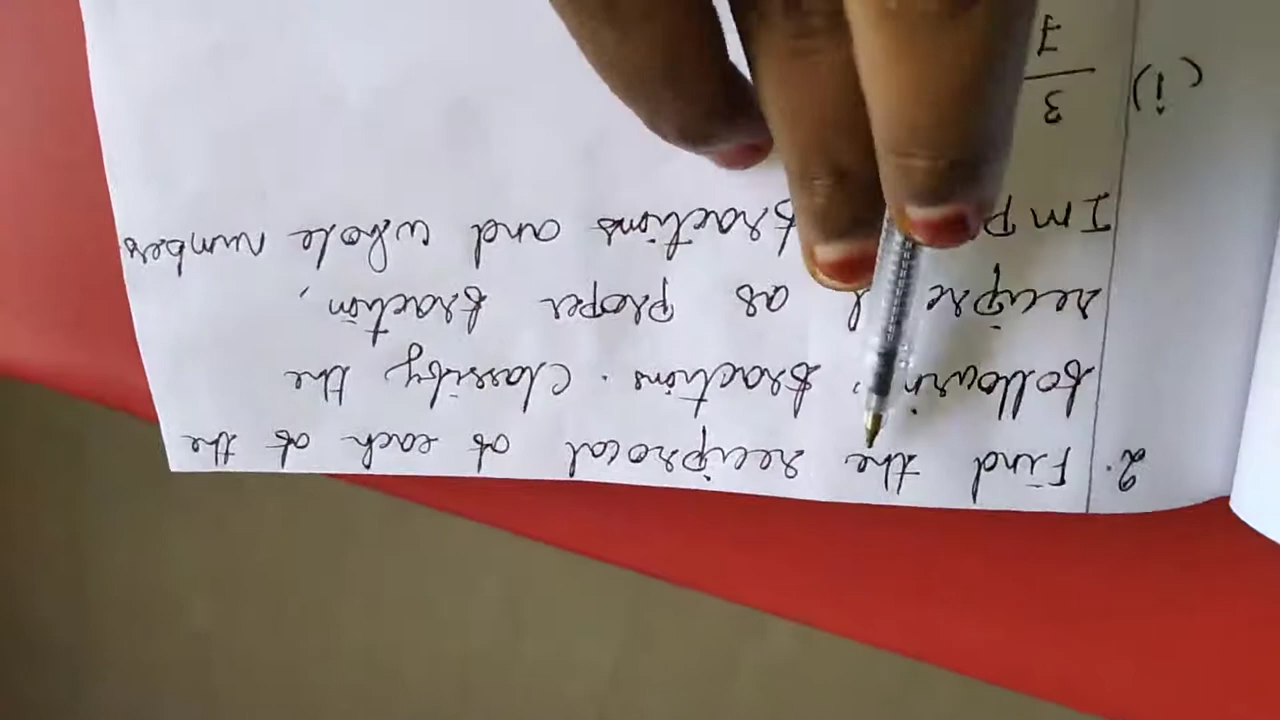 2. Find the reciprocal of each of the
following fractions. Classify the
as proper fraction,
fractions and whole numbers
(i) 3
7